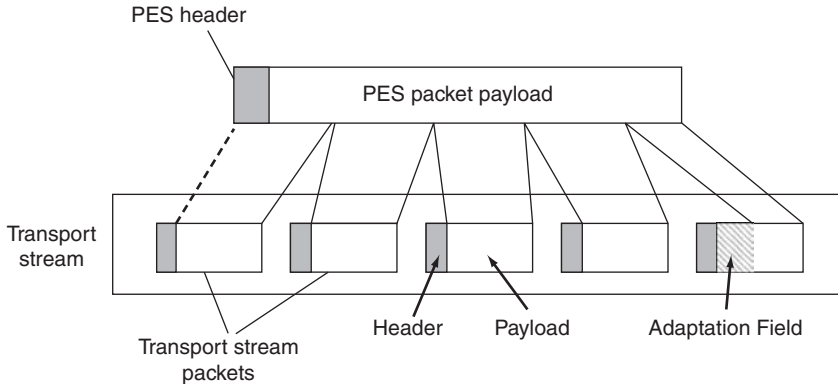 PES header
PES packet payload
Transport
stream
Header
Payload
Adaptation Field
Transport stream
packets